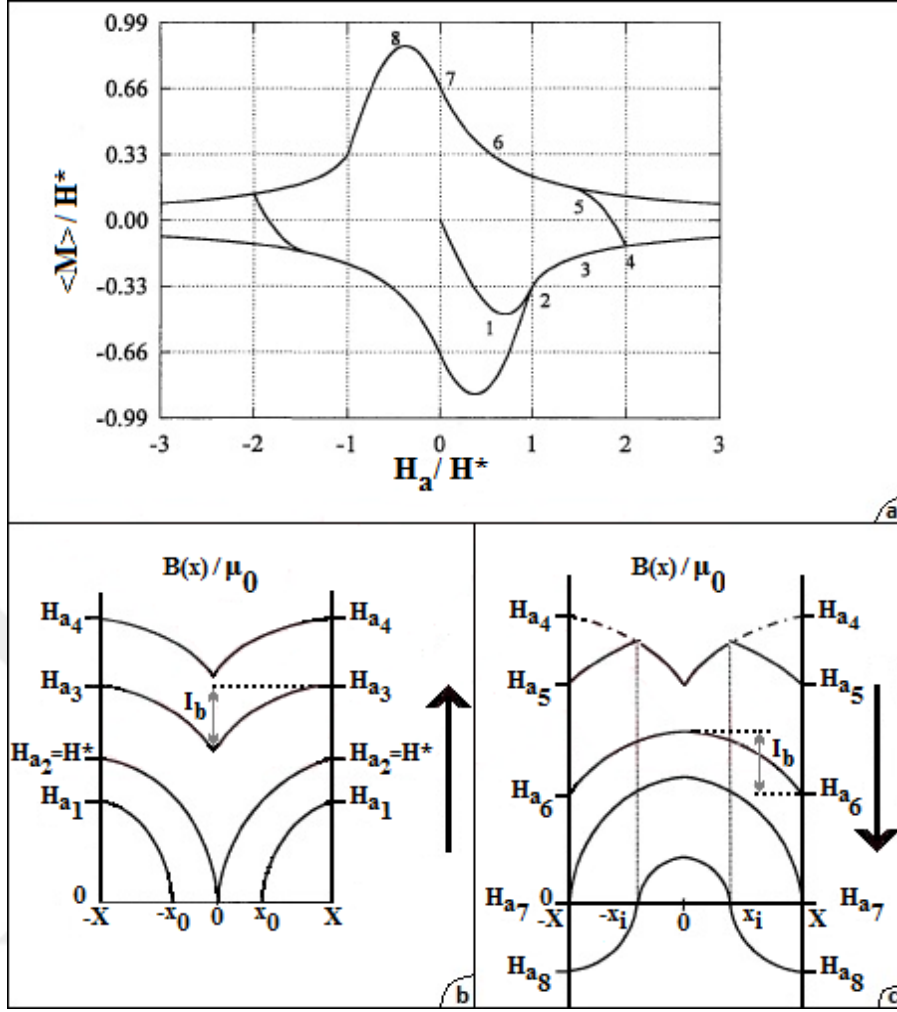 0.99
8
0.66
7
6
0.33
<M> / H*
5
0.00
4
3
-0.33
2
1
-0.66
-0.99
-3 -2 -1 0 1 2 3
Ha / H*
a
B(x) / μ0
Ha4 Ha4
Ha3 Ha3
Ib
Ha2=H* Ha2=H*
Ha1 Ha1
0
-X -x0 0 x0 X
b
B(x) / μ0
Ha4 Ha4
Ha5 Ha5
Ib
Ha6 Ha6
Ha7 0 Ha7
-X -xi 0 xi X
Ha8 Ha8
c